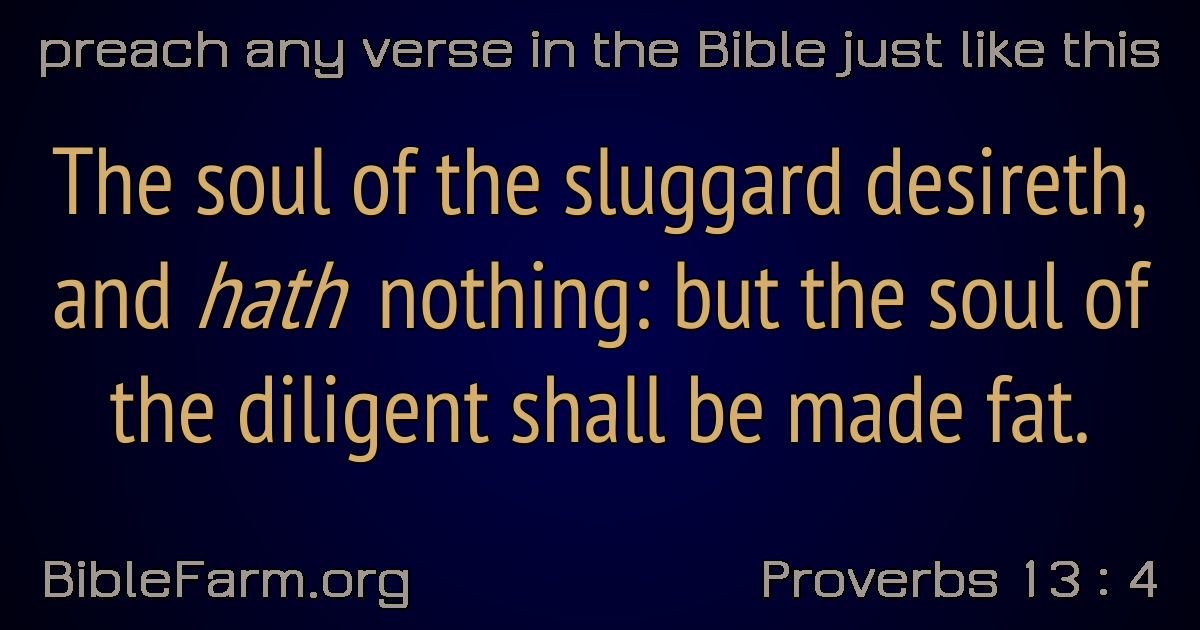 preach any verse in the Bible just like this
The soul of the sluggard desireth,
and hath nothing: but the soul of
the diligent shall be made fat.
BibleFarm.org
Proverbs 13 : 4